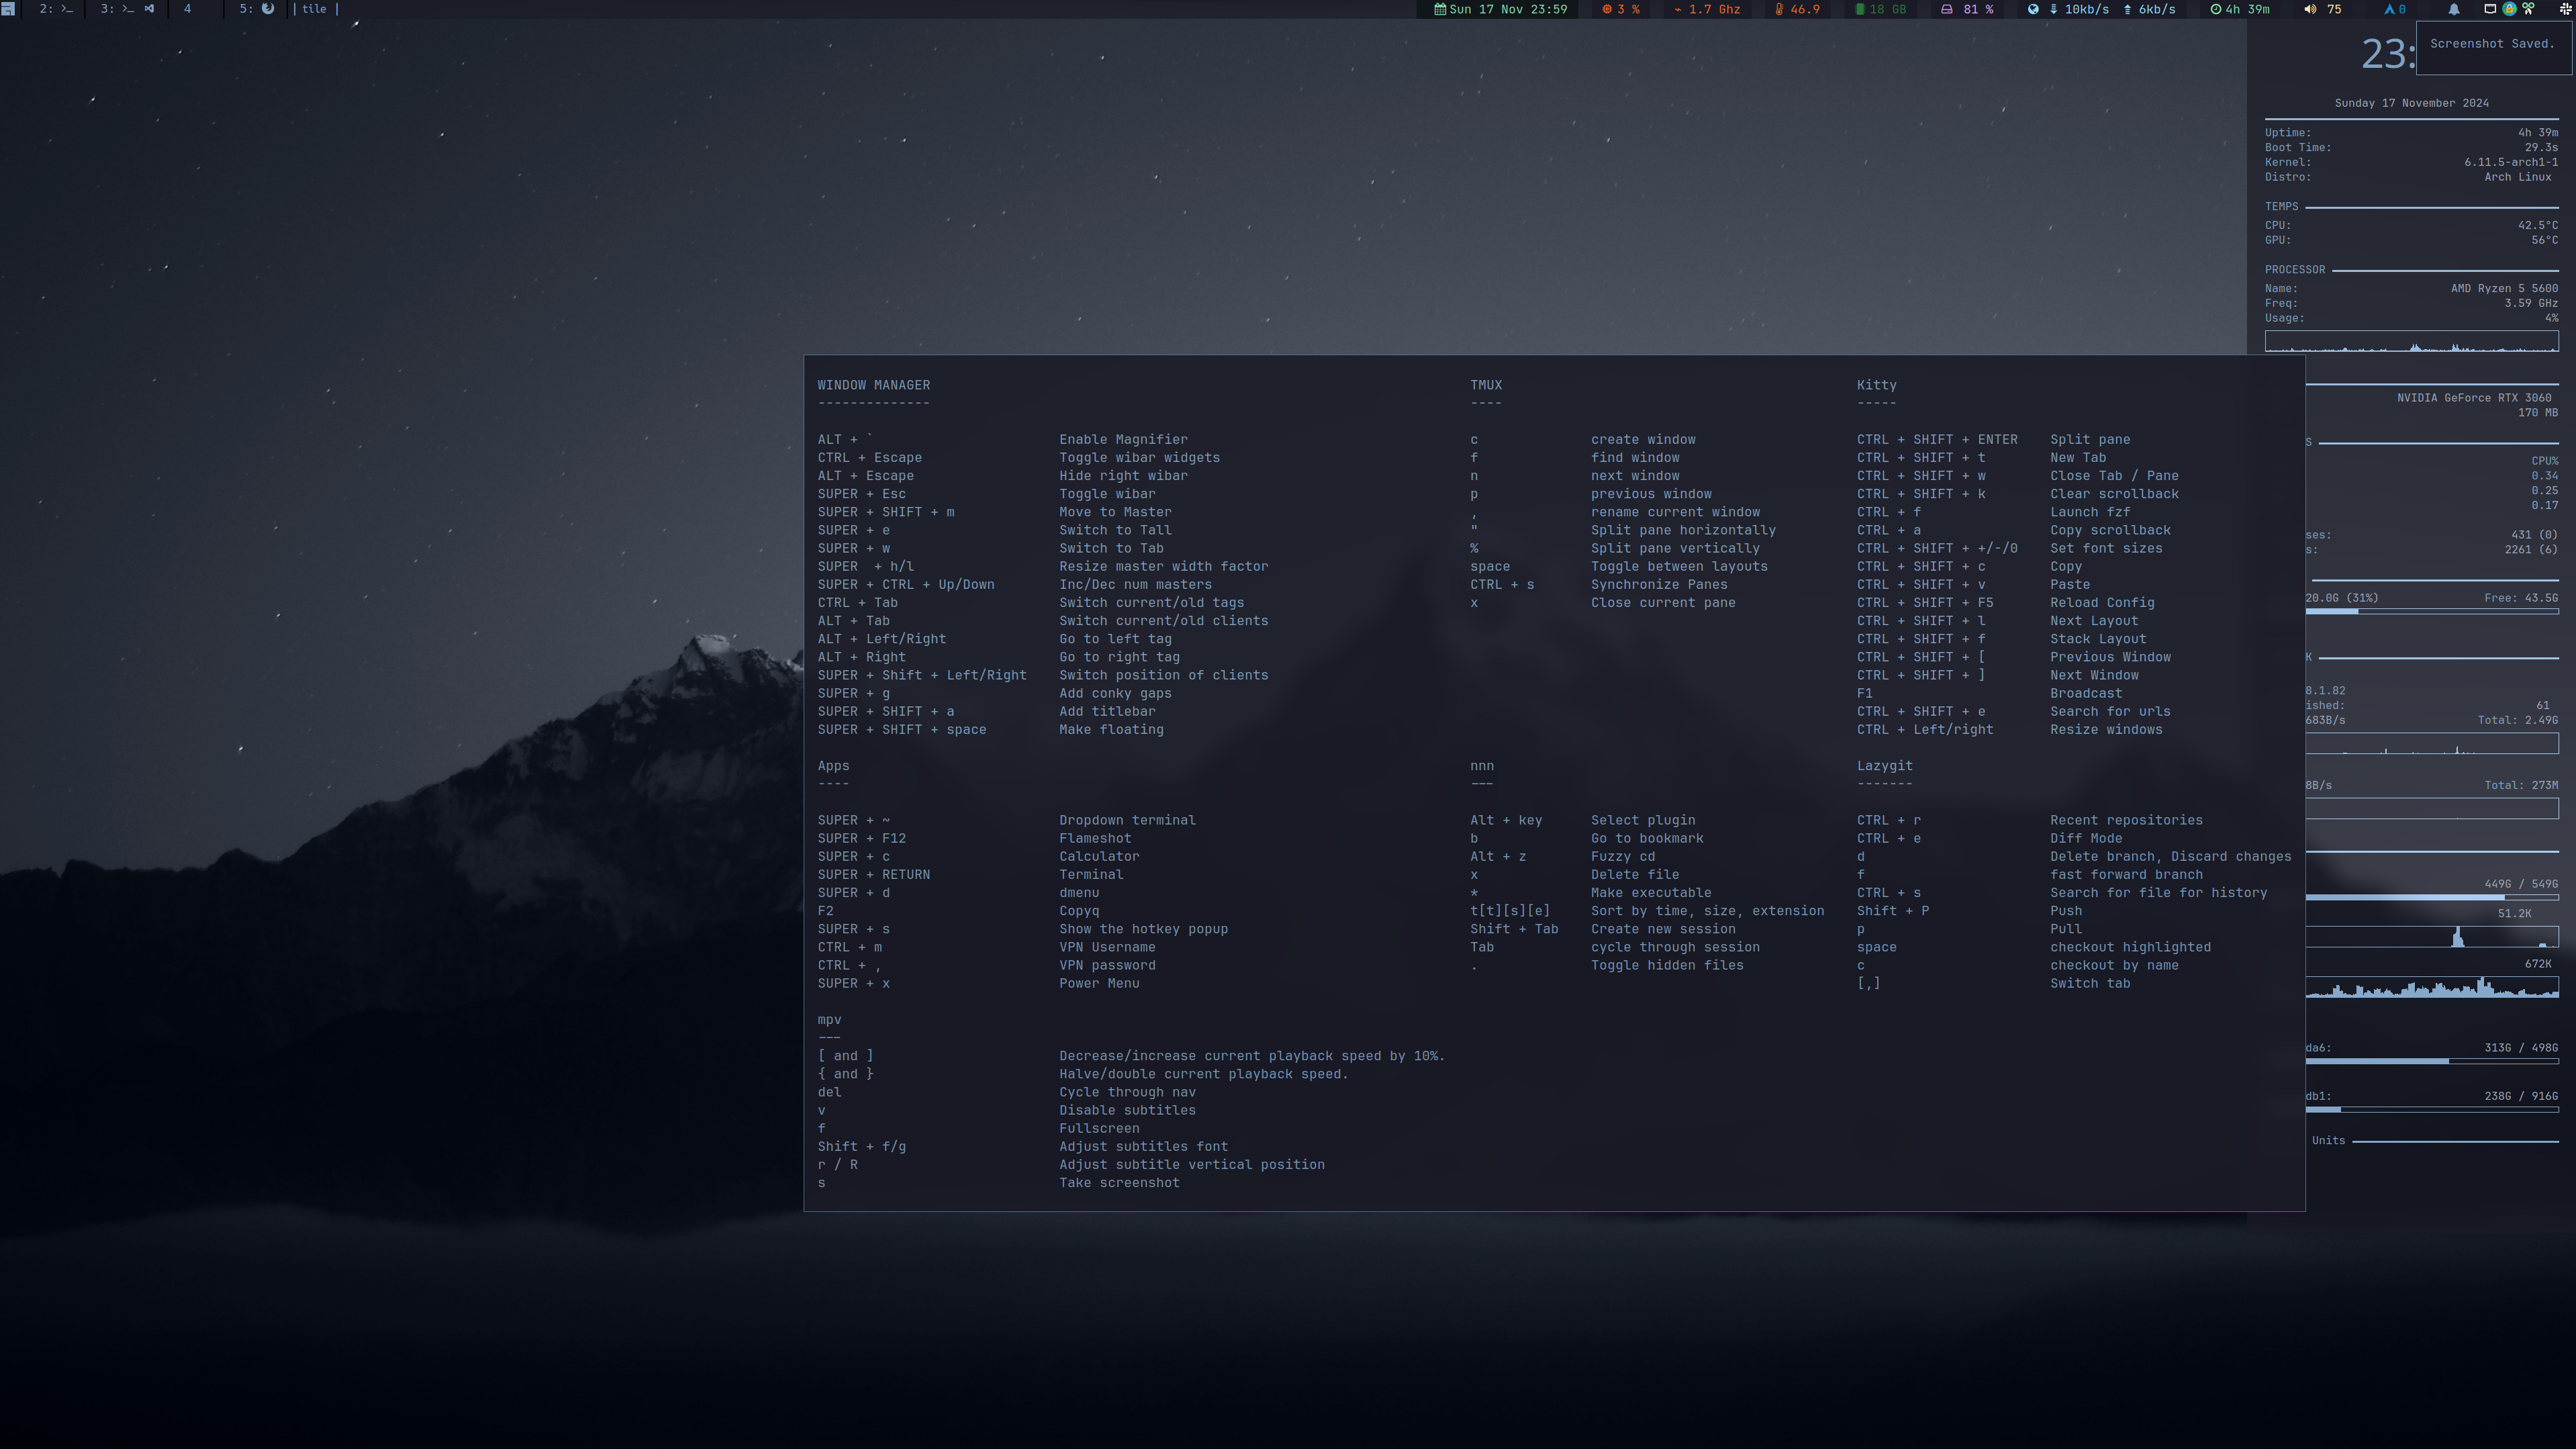 2: >_
3: >_
4
5:
| tile |
Sun 17 Nov 23:59
3 %
1.7 Ghz
46.9
18 GB
81 %
10kb/s
6kb/s
4h 39m
75
0
23:
Screenshot Saved.
Sunday 17 November 2024
Uptime: 4h 39m
Boot Time: 29.3s
Kernel: 6.11.5-arch1-1
Distro: Arch Linux
TEMPS
CPU: 42.5°C
GPU: 56°C
PROCESSOR
Name: AMD Ryzen 5 5600
Freq: 3.59 GHz
Usage: 4%
NVIDIA GeForce RTX 3060
170 MB
S
CPU%
0.34
0.25
0.17
ses: 431 (0)
s: 2261 (6)
20.0G (31%) Free: 43.5G
K
8.1.82
ished: 61
683B/s Total: 2.49G
8B/s Total: 273M
449G / 549G
51.2K
672K
da6: 313G / 498G
db1: 238G / 916G
Units
WINDOW MANAGER
--------------
ALT + ` Enable Magnifier
CTRL + Escape Toggle wibar widgets
ALT + Escape Hide right wibar
SUPER + Esc Toggle wibar
SUPER + SHIFT + m Move to Master
SUPER + e Switch to Tall
SUPER + w Switch to Tab
SUPER  + h/l Resize master width factor
SUPER + CTRL + Up/Down Inc/Dec num masters
CTRL + Tab Switch current/old tags
ALT + Tab Switch current/old clients
ALT + Left/Right Go to left tag
ALT + Right Go to right tag
SUPER + Shift + Left/Right Switch position of clients
SUPER + g Add conky gaps
SUPER + SHIFT + a Add titlebar
SUPER + SHIFT + space Make floating
TMUX
----
c create window
f find window
n next window
p previous window
, rename current window
" Split pane horizontally
% Split pane vertically
space Toggle between layouts
CTRL + s Synchronize Panes
x Close current pane
Kitty
-----
CTRL + SHIFT + ENTER Split pane
CTRL + SHIFT + t New Tab
CTRL + SHIFT + w Close Tab / Pane
CTRL + SHIFT + k Clear scrollback
CTRL + f Launch fzf
CTRL + a Copy scrollback
CTRL + SHIFT + +/-/0 Set font sizes
CTRL + SHIFT + c Copy
CTRL + SHIFT + v Paste
CTRL + SHIFT + F5 Reload Config
CTRL + SHIFT + l Next Layout
CTRL + SHIFT + f Stack Layout
CTRL + SHIFT + [ Previous Window
CTRL + SHIFT + ] Next Window
F1 Broadcast
CTRL + SHIFT + e Search for urls
CTRL + Left/right Resize windows
Apps
----
SUPER + ~ Dropdown terminal
SUPER + F12 Flameshot
SUPER + c Calculator
SUPER + RETURN Terminal
SUPER + d dmenu
F2 Copyq
SUPER + s Show the hotkey popup
CTRL + m VPN Username
CTRL + , VPN password
SUPER + x Power Menu
nnn
---
Alt + key Select plugin
b Go to bookmark
Alt + z Fuzzy cd
x Delete file
* Make executable
t[t][s][e] Sort by time, size, extension
Shift + Tab Create new session
Tab cycle through session
. Toggle hidden files
Lazygit
-------
CTRL + r Recent repositories
CTRL + e Diff Mode
d Delete branch, Discard changes
f fast forward branch
CTRL + s Search for file for history
Shift + P Push
p Pull
space checkout highlighted
c checkout by name
[,] Switch tab
mpv
---
[ and ] Decrease/increase current playback speed by 10%.
{ and } Halve/double current playback speed.
del Cycle through nav
v Disable subtitles
f Fullscreen
Shift + f/g Adjust subtitles font
r / R Adjust subtitle vertical position
s Take screenshot